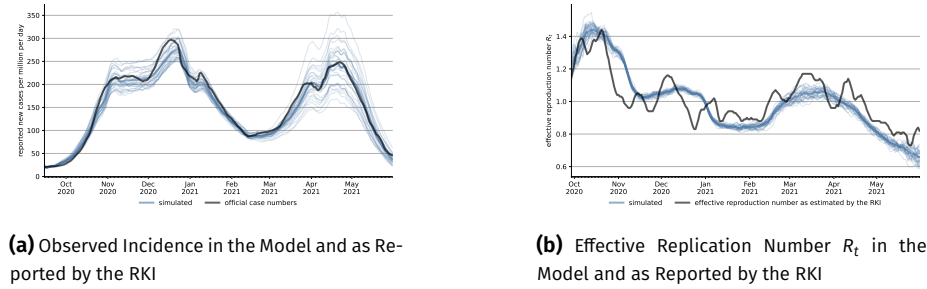 reported new cases per million per day
350
300
250
200
150
100
50
0
Oct 2020
Nov 2020
Dec 2020
Jan 2021
Feb 2021
Mar 2021
Apr 2021
May 2021
simulated
official case numbers
effective reproduction number Rt
1.4
1.2
1.0
0.8
0.6
Oct 2020
Nov 2020
Dec 2020
Jan 2021
Feb 2021
Mar 2021
Apr 2021
May 2021
simulated
effective reproduction number as estimated by the RKI
(a) Observed Incidence in the Model and as Re-
ported by the RKI
(b) Effective Replication Number Rt in the
Model and as Reported by the RKI